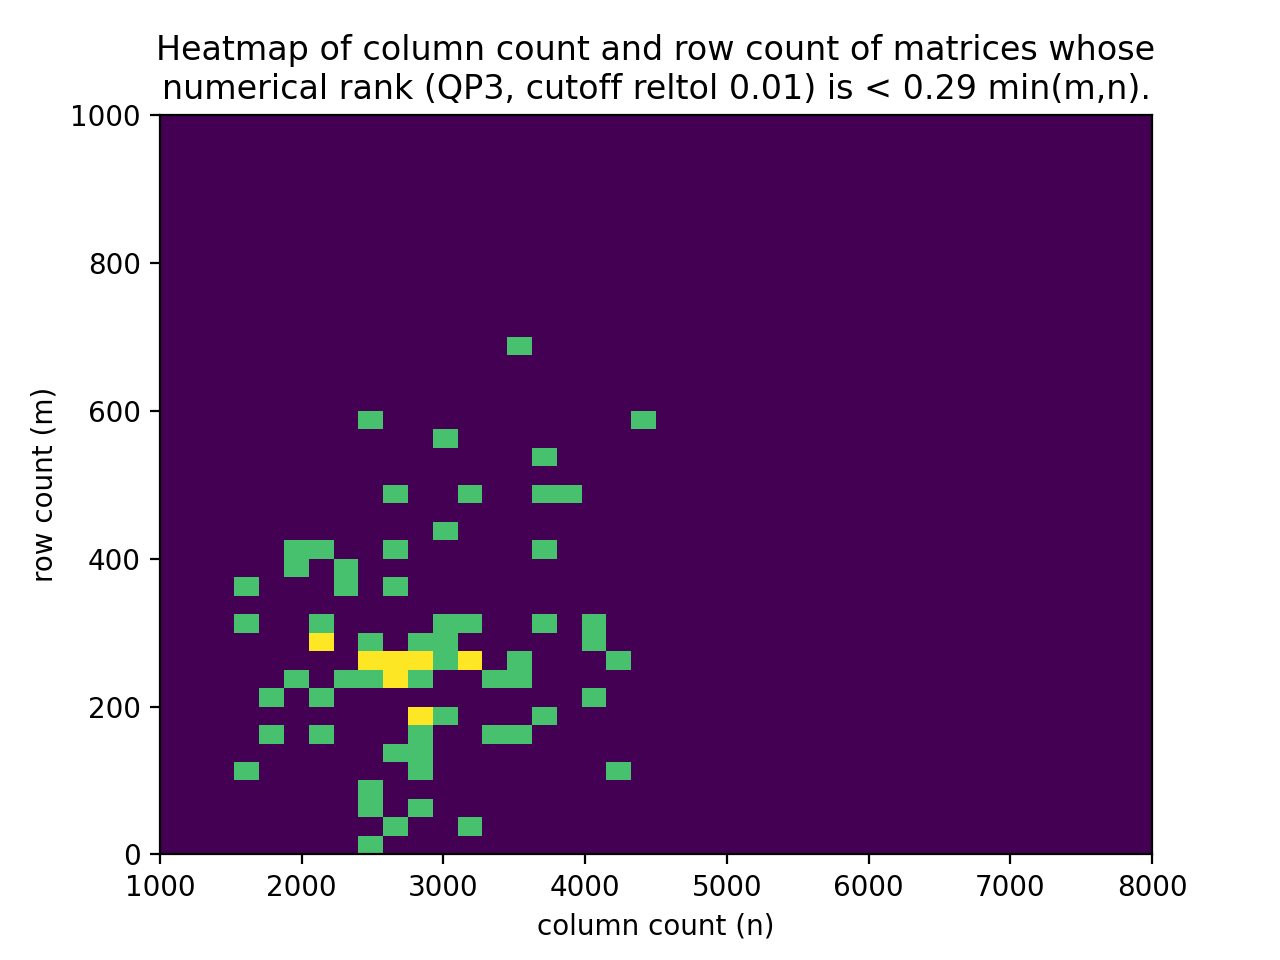 Heatmap of column count and row count of matrices whose
numerical rank (QP3, cutoff reltol 0.01) is < 0.29 min(m,n).
1000
800
600
400
200
0
row count (m)
1000 2000 3000 4000 5000 6000 7000 8000
column count (n)